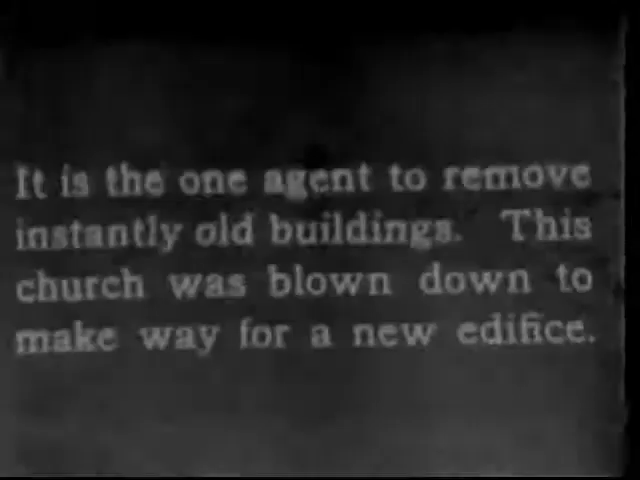 It is the one agent to remove
instantly old buildings. This
church was blown down to
make way for a new edifice.